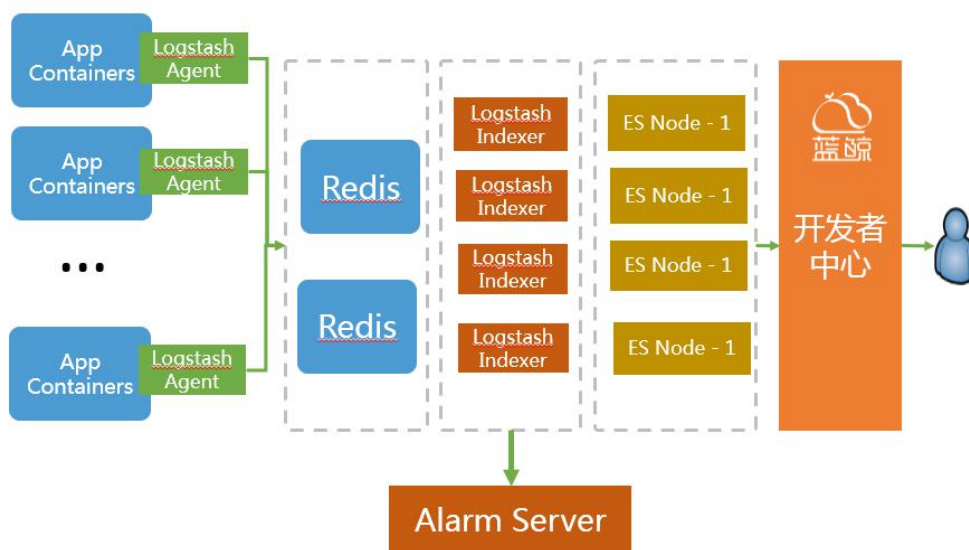 App
Containers
Logstash
Agent
App
Containers
Logstash
Agent
...
App
Containers
Logstash
Agent
Redis
Redis
Logstash
Indexer
Logstash
Indexer
Logstash
Indexer
Logstash
Indexer
ES Node - 1
ES Node - 1
ES Node - 1
ES Node - 1
蓝鲸
开发者
中心
Alarm Server